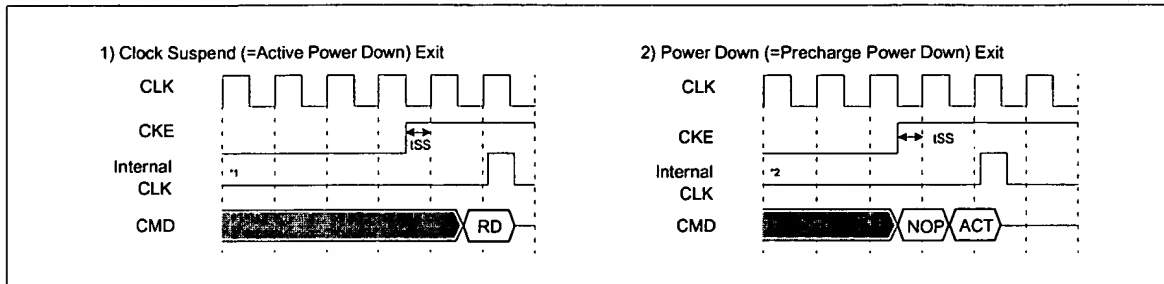 1) Clock Suspend (=Active Power Down) Exit
CLK
CKE
tSS
Internal
CLK
*1
CMD
RD
2) Power Down (=Precharge Power Down) Exit
CLK
CKE
tSS
Internal
CLK
*2
CMD
NOP
ACT